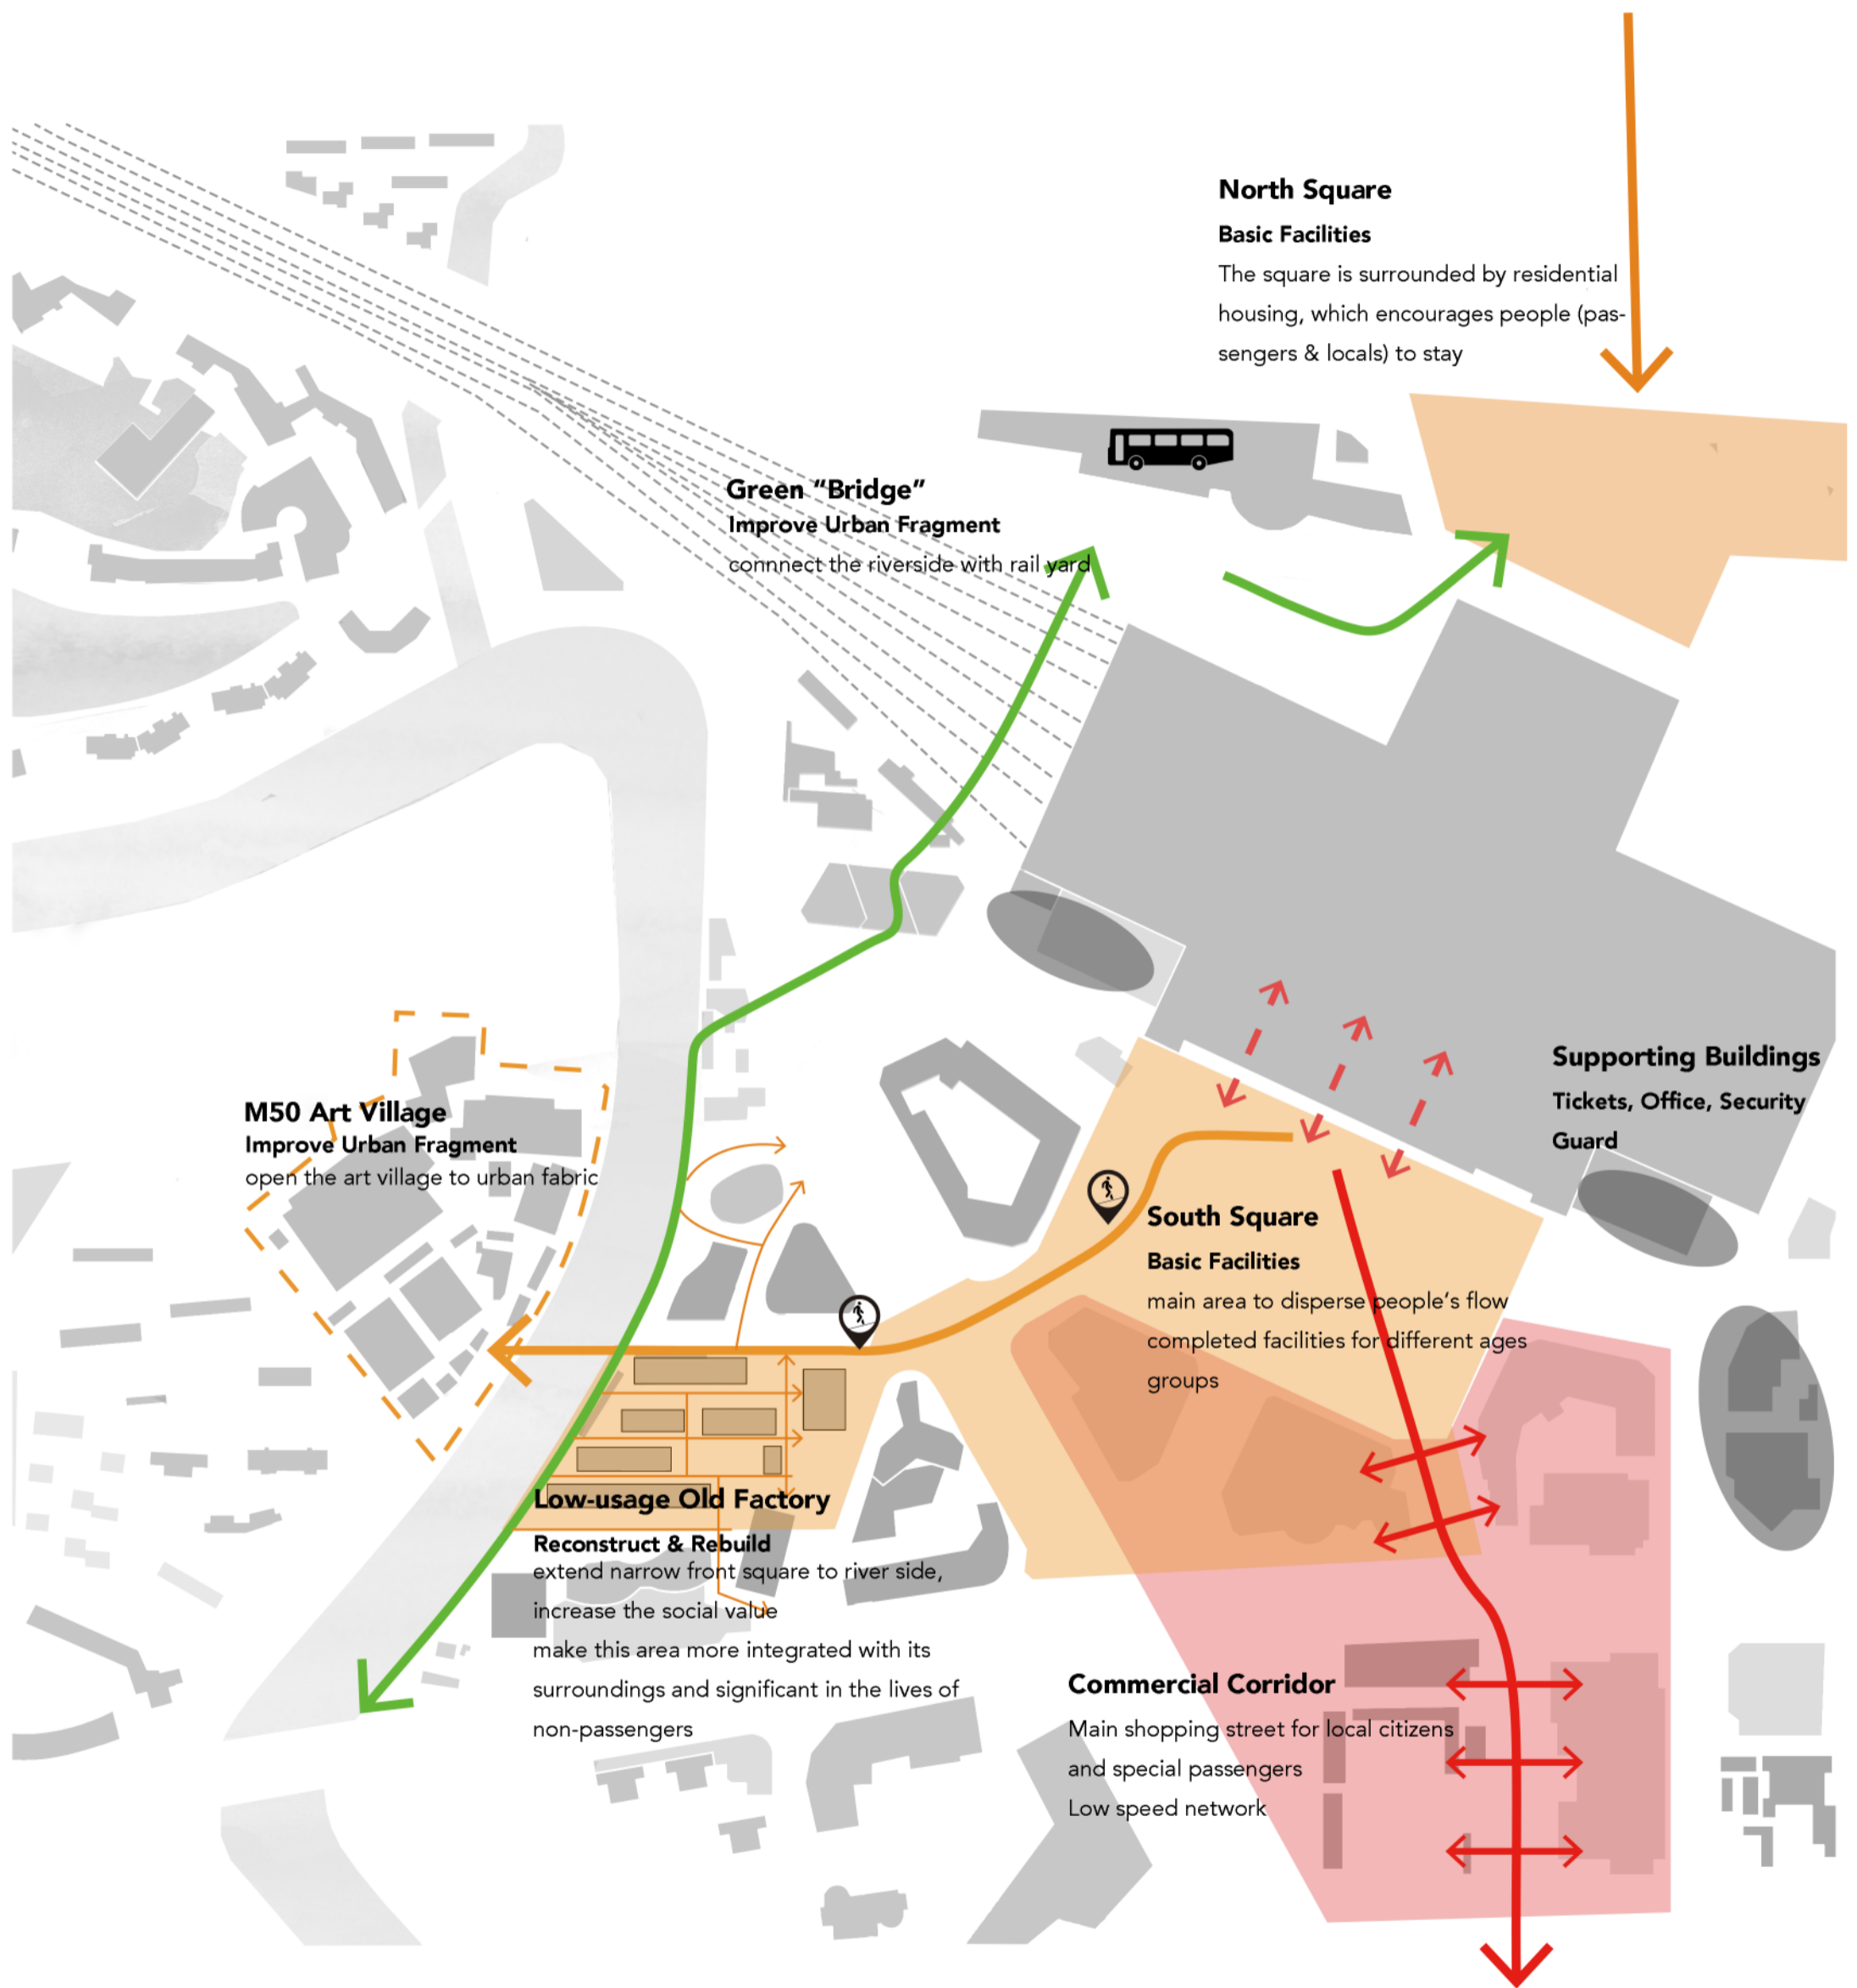 North Square
Basic Facilities
The square is surrounded by residential
housing, which encourages people (pas-
sengers & locals) to stay
Green “Bridge”
Improve Urban Fragment
connnect the riverside with rail yard
Supporting Buildings
Tickets, Office, Security
Guard
M50 Art Village
Improve Urban Fragment
open the art village to urban fabric
South Square
Basic Facilities
main area to disperse people’s flow
completed facilities for different ages
groups
Low-usage Old Factory
Reconstruct & Rebuild
extend narrow front square to river side,
increase the social value
make this area more integrated with its
surroundings and significant in the lives of
non-passengers
Commercial Corridor
Main shopping street for local citizens
and special passengers
Low speed network